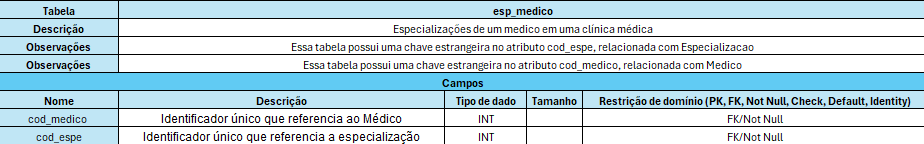 Tabela esp_medico
Descrição Especializações de um medico em uma clínica médica
Observações Essa tabela possui uma chave estrangeira no atributo cod_espe, relacionada com Especializacao
Observações Essa tabela possui uma chave estrangeira no atributo cod_medico, relacionada com Medico
Campos
Nome Descrição Tipo de dado Tamanho Restrição de domínio (PK, FK, Not Null, Check, Default, Identity)
cod_medico Identificador único que referencia ao Médico INT FK/Not Null
cod_espe Identificador único que referencia a especialização INT FK/Not Null